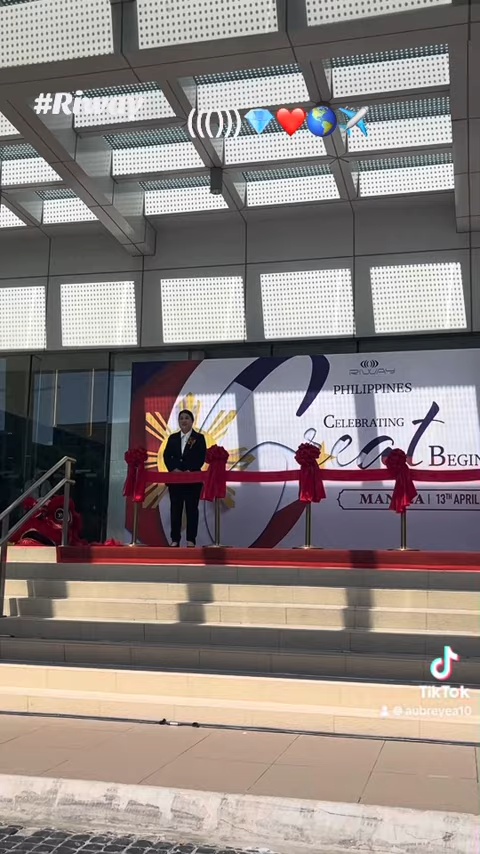 #Riway
RIWAY
PHILIPPINES
CELEBRATING
Great BEGIN
MANILA | 13TH APRIL
TikTok
@aubreyea10